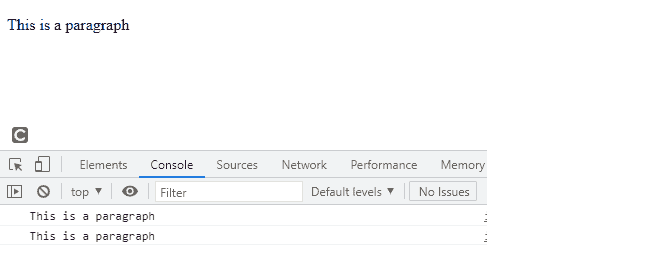 This is a paragraph
C
Elements Console Sources Network Performance Memory
top ▼ Filter Default levels ▼ No Issues
This is a paragraph
This is a paragraph